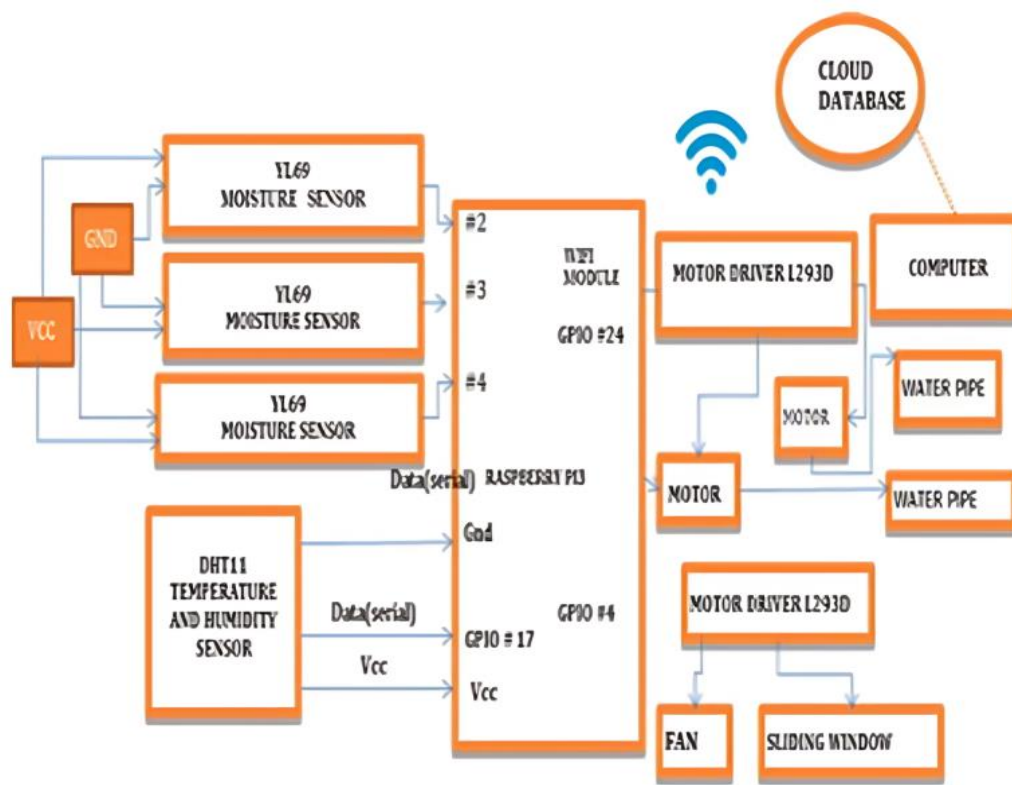 CLOUD
DATABASE
YL69
MOISTURE SENSOR
GND
YL69
MOISTURE SENSOR
VCC
YL69
MOISTURE SENSOR
#2
#3
#4
WIFI
MODULE
GPIO #24
Data(serial)
RASPBERRY PI3
Gnd
GPIO #4
GPIO # 17
Vcc
DHT11
TEMPERATURE
AND HUMIDITY
SENSOR
Data(serial)
Vcc
MOTOR DRIVER L293D
COMPUTER
MOTOR
WATER PIPE
MOTOR
WATER PIPE
MOTOR DRIVER L293D
FAN
SLIDING WINDOW